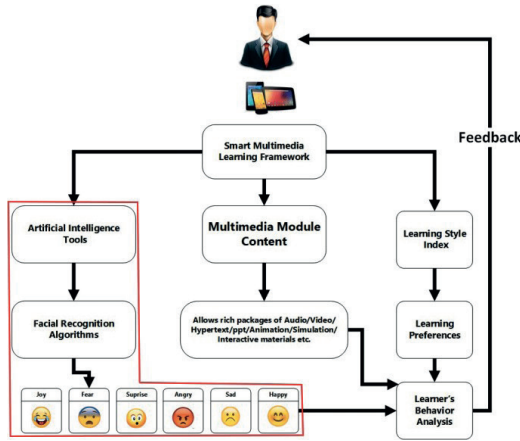 Feedback
Smart Multimedia
Learning Framework
Artificial Intelligence
Tools
Multimedia Module
Content
Learning Style
Index
Facial Recognition
Algorithms
Allows rich packages of Audio/Video/
Hypertext/ppt/Animation/Simulation/
Interactive materials etc.
Learning
Preferences
Joy
Fear
Suprise
Angry
Sad
Happy
Learner's
Behavior
Analysis